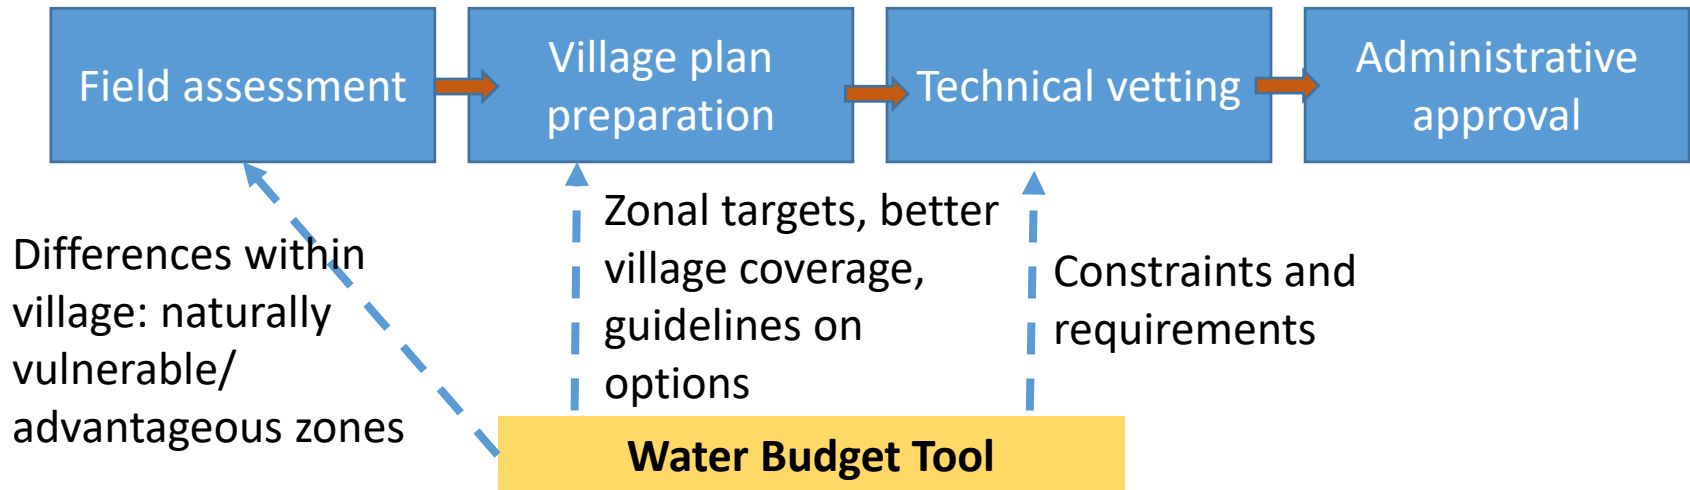 Field assessment
Village plan
preparation
Technical vetting
Administrative
approval
Differences within
village: naturally
vulnerable/
advantageous zones
Zonal targets, better
village coverage,
guidelines on
options
Constraints and
requirements
Water Budget Tool